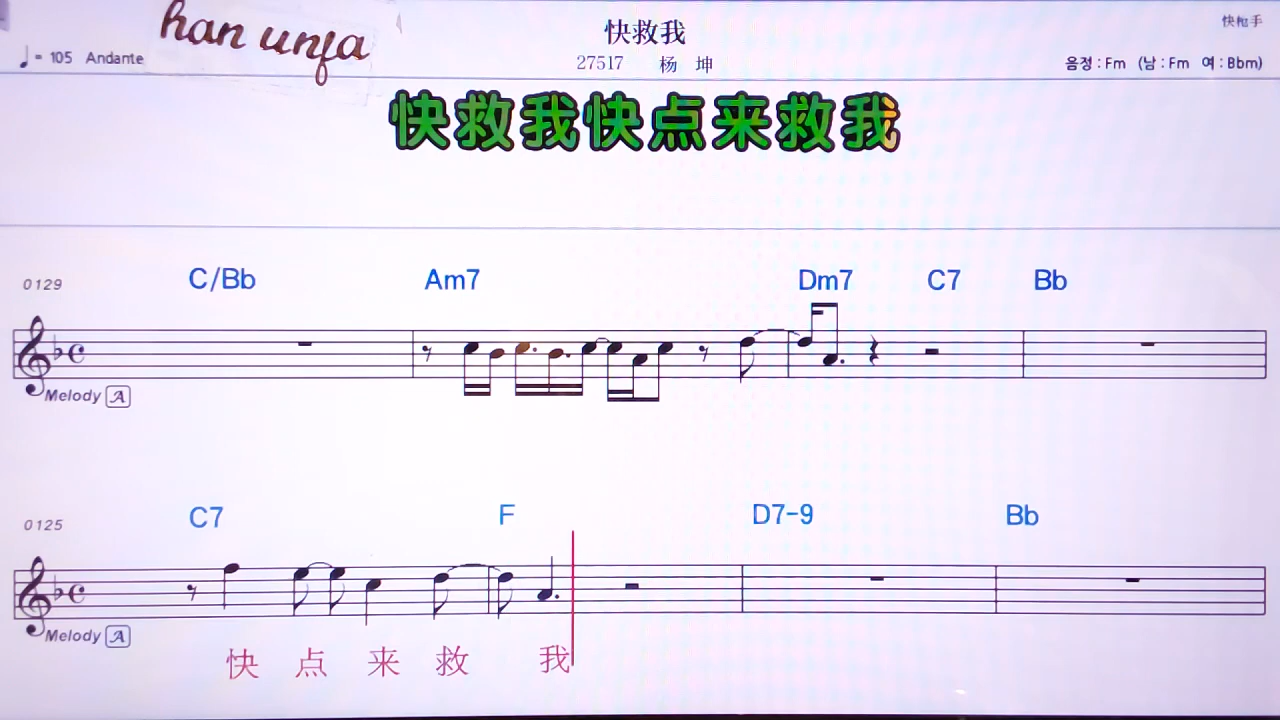 han unja
快救我
快枪手
♩= 105 Andante
27517 杨 坤
음정 : Fm (남 : Fm 여 : Bbm)
快救我快点来救我
0129 C/Bb Am7 Dm7 C7 Bb
Melody A
0125 C7 F D7-9 Bb
Melody A
快 点 来 救 我